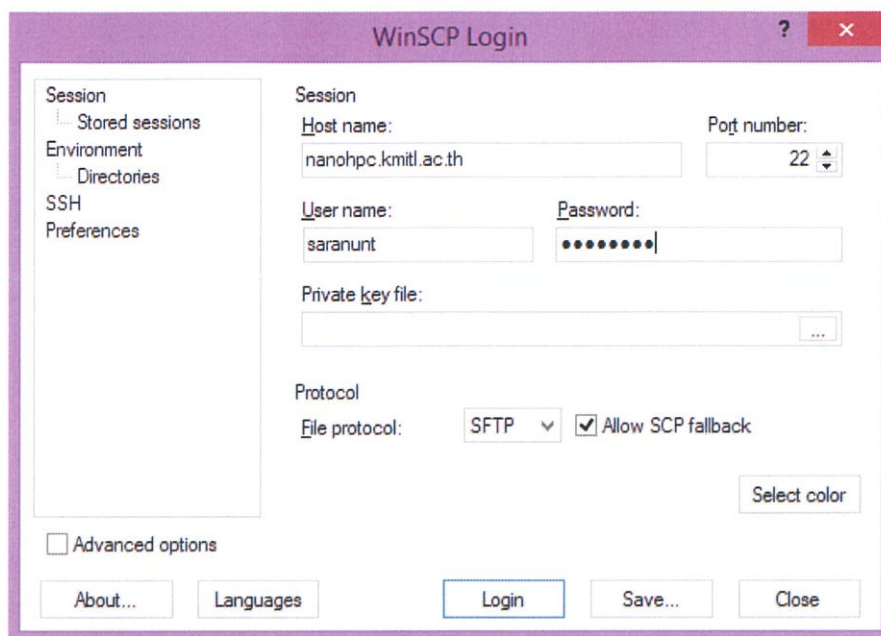 WinSCP Login
?
Session
Stored sessions
Environment
Directories
SSH
Preferences
Session
Host name:
Port number:
nanohpc.kmitl.ac.th
22
User name:
Password:
saranunt
••••••••
Private key file:
...
Protocol
File protocol:
SFTP
Allow SCP fallback
Select color
Advanced options
About...
Languages
Login
Save...
Close